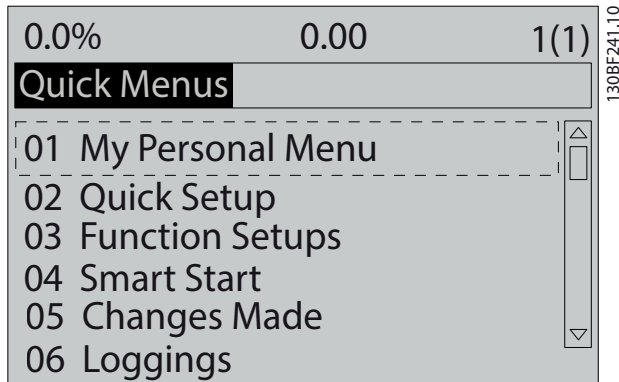 0.0% 0.00 1(1)
Quick Menus
01 My Personal Menu
02 Quick Setup
03 Function Setups
04 Smart Start
05 Changes Made
06 Loggings
130BF241.10